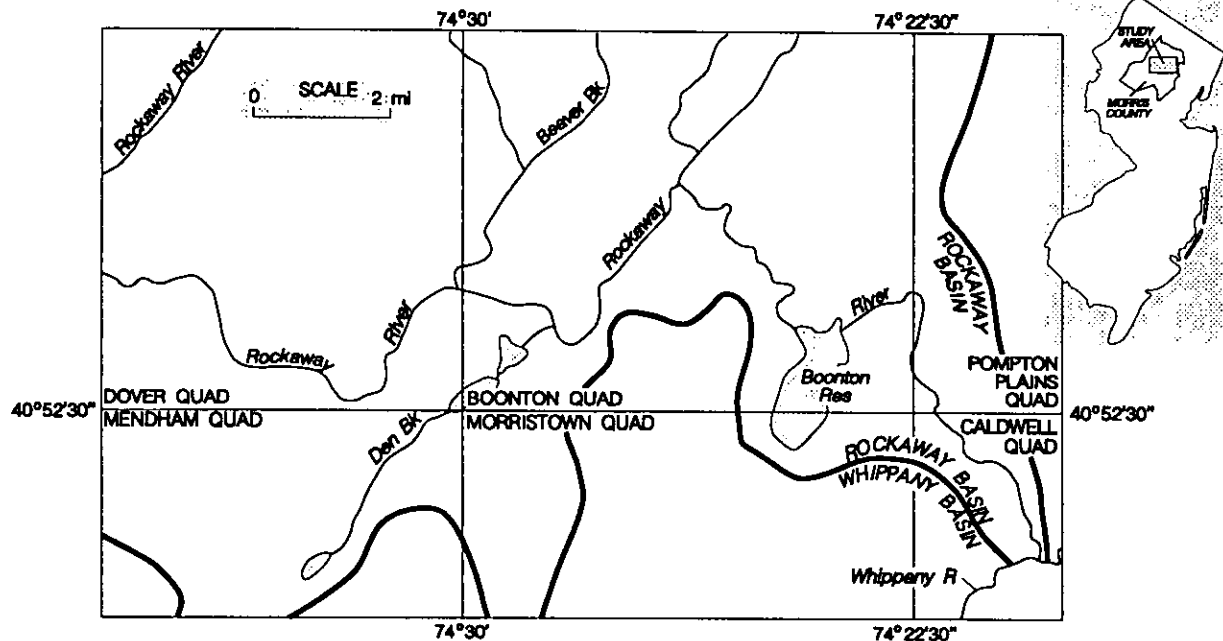 74°30'
74°22'30"
STUDY
AREA
MORRIS
COUNTY
Rockaway River
SCALE
0 2 mi
Beaver Bk
Rockaway
ROCKAWAY
BASIN
River
River
Rockaway
Boonton
Res
POMPTON
PLAINS
QUAD
DOVER QUAD
BOONTON QUAD
40°52'30"
40°52'30"
MENDHAM QUAD
MORRISTOWN QUAD
CALDWELL
QUAD
Den Bk
ROCKAWAY BASIN
WHIPPANY BASIN
Whippany R
74°30'
74°22'30"